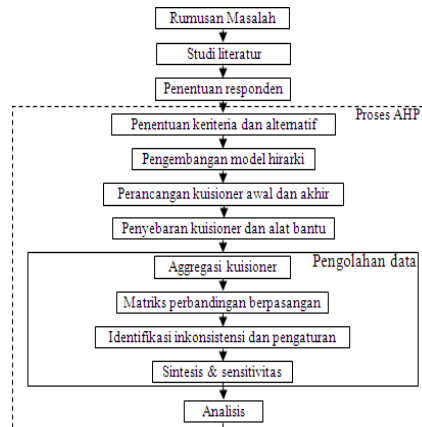 Rumusan Masalah
Studi literatur
Penentuan responden
Proses AHP
Penentuan keriteria dan alternatif
Pengembangan model hirarki
Perancangan kuisioner awal dan akhir
Penyebaran kuisioner dan alat bantu
Pengolahan data
Aggregasi kuisioner
Matriks perbandingan berpasangan
Identifikasi inkonsistensi dan pengaturan
Sintesis & sensitivitas
Analisis